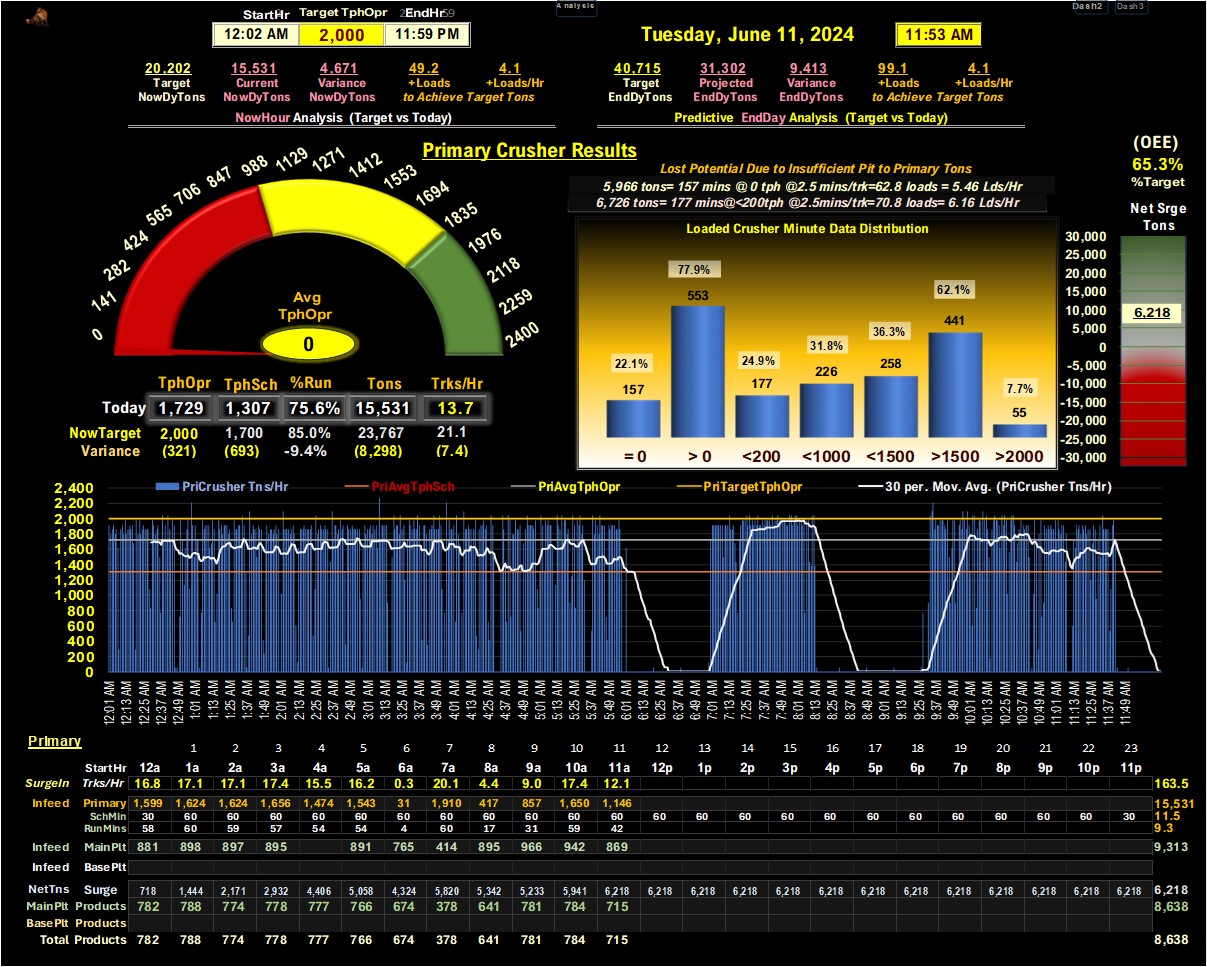 Analysis
Dash2 Dash3
StartHr Target TphOpr EndHr
12:02 AM 2,000 11:59 PM
Tuesday, June 11, 2024 11:53 AM
20,202 15,531 4,671 49.2 4.1
Target Current Variance +Loads +Loads/Hr
NowDyTons NowDyTons NowDyTons to Achieve Target Tons
NowHour Analysis (Target vs Today)
40,715 31,302 9,413 99.1 4.1
Target Projected Variance +Loads +Loads/Hr
EndDyTons EndDyTons EndDyTons to Achieve Target Tons
Predictive EndDay Analysis (Target vs Today)
Primary Crusher Results
0 141 282 424 565 706 847 988 1129 1271 1412 1553 1694 1835 1976 2118 2259 2400
Avg
TphOpr
0
TphOpr TphSch %Run Tons Trks/Hr
Today 1,729 1,307 75.6% 15,531 13.7
NowTarget 2,000 1,700 85.0% 23,767 21.1
Variance (321) (693) -9.4% (8,298) (7.4)
Lost Potential Due to Insufficient Pit to Primary Tons
5,966 tons= 157 mins @ 0 tph @2.5 mins/trk=62.8 loads = 5.46 Lds/Hr
6,726 tons= 177 mins@<200tph @2.5mins/trk=70.8 loads= 6.16 Lds/Hr
Loaded Crusher Minute Data Distribution
22.1% 77.9% 24.9% 31.8% 36.3% 62.1% 7.7%
157 553 177 226 258 441 55
= 0 > 0 <200 <1000 <1500 >1500 >2000
(OEE)
65.3%
%Target
Net Srge
Tons
30,000
25,000
20,000
15,000
10,000
5,000
0
-5,000
-10,000
-15,000
-20,000
-25,000
-30,000
6,218
PriCrusher Tns/Hr PriAvgTphSch PriAvgTphOpr PriTargetTphOpr 30 per. Mov. Avg. (PriCrusher Tns/Hr)
2,400
2,200
2,000
1,800
1,600
1,400
1,200
1,000
800
600
400
200
0
12:01 AM 12:13 AM 12:25 AM 12:37 AM 12:49 AM 1:01 AM 1:13 AM 1:25 AM 1:37 AM 1:49 AM 2:01 AM 2:13 AM 2:25 AM 2:37 AM 2:49 AM 3:01 AM 3:13 AM 3:25 AM 3:37 AM 3:49 AM 4:01 AM 4:13 AM 4:25 AM 4:37 AM 4:49 AM 5:01 AM 5:13 AM 5:25 AM 5:37 AM 5:49 AM 6:01 AM 6:13 AM 6:25 AM 6:37 AM 6:49 AM 7:01 AM 7:13 AM 7:25 AM 7:37 AM 7:49 AM 8:01 AM 8:13 AM 8:25 AM 8:37 AM 8:49 AM 9:01 AM 9:13 AM 9:25 AM 9:37 AM 9:49 AM 10:01 AM 10:13 AM 10:25 AM 10:37 AM 10:49 AM 11:01 AM 11:13 AM 11:25 AM 11:37 AM 11:49 AM
Primary
1 2 3 4 5 6 7 8 9 10 11 12 13 14 15 16 17 18 19 20 21 22 23
StartHr 12a 1a 2a 3a 4a 5a 6a 7a 8a 9a 10a 11a 12p 1p 2p 3p 4p 5p 6p 7p 8p 9p 10p 11p
SurgeIn Trks/Hr 16.8 17.1 17.1 17.4 15.5 16.2 0.3 20.1 4.4 9.0 17.4 12.1 163.5
Infeed Primary 1,599 1,624 1,624 1,656 1,474 1,543 31 1,910 417 857 1,650 1,146 15,531
SchMin 30 60 60 60 60 60 60 60 60 60 60 60 60 60 60 60 60 60 60 60 60 60 60 30 11.5
RunMins 58 60 59 57 54 54 4 60 17 31 59 42 9.3
Infeed MainPlt 881 898 897 895 891 765 414 895 966 942 869 9,313
Infeed BasePlt
NetTns Surge 718 1,444 2,171 2,932 4,406 5,058 4,324 5,820 5,342 5,233 5,941 6,218 6,218 6,218 6,218 6,218 6,218 6,218 6,218 6,218 6,218 6,218 6,218 6,218 6,218
MainPlt Products 782 788 774 778 777 766 674 378 641 781 784 715 8,638
BasePlt Products
Total Products 782 788 774 778 777 766 674 378 641 781 784 715 8,638